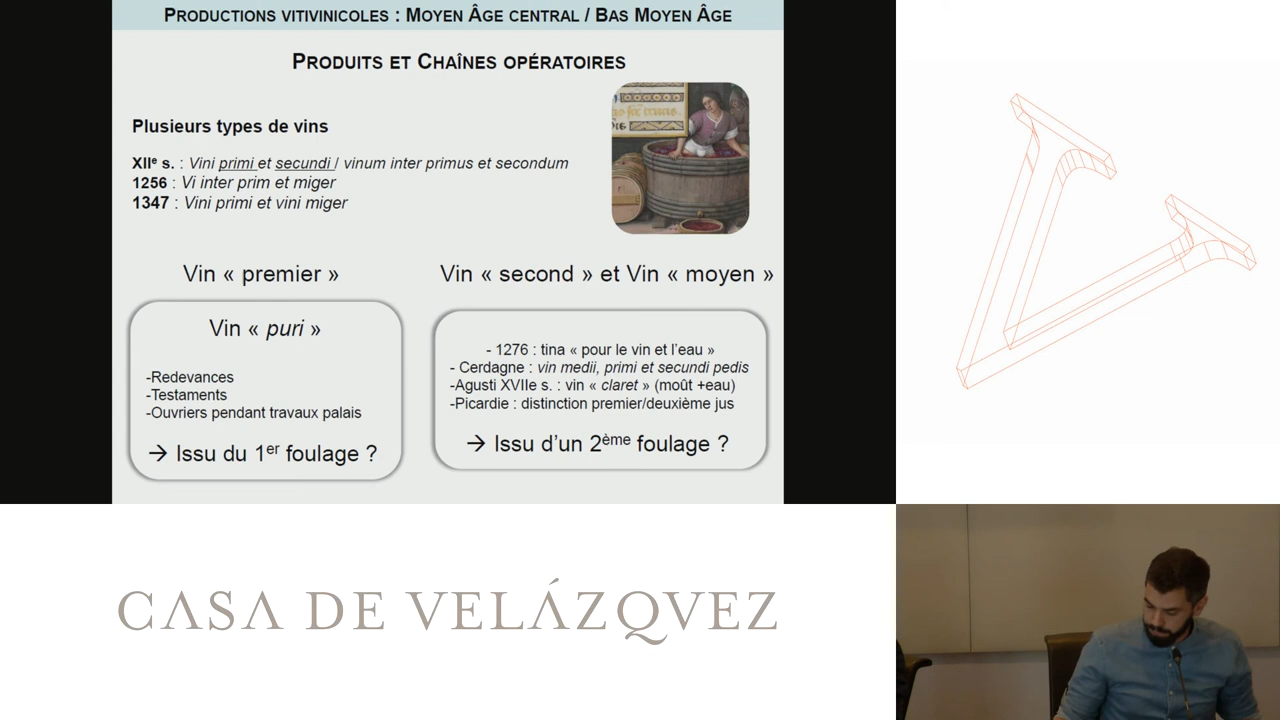 PRODUCTIONS VITIVINICOLES : MOYEN ÂGE CENTRAL / BAS MOYEN ÂGE
PRODUITS ET CHAÎNES OPÉRATOIRES
Plusieurs types de vins
XIIe s. : Vini primi et secundi / vinum inter primus et secondum
1256 : Vi inter prim et miger
1347 : Vini primi et vini miger
Vin « premier »
Vin « puri »
-Redevances
-Testaments
-Ouvriers pendant travaux palais
→ Issu du 1er foulage ?
Vin « second » et Vin « moyen »
- 1276 : tina « pour le vin et l’eau »
- Cerdagne : vin medii, primi et secundi pedis
-Agusti XVIIe s. : vin « claret » (moût +eau)
-Picardie : distinction premier/deuxième jus
→ Issu d’un 2ème foulage ?
CASA DE VELÁZQVEZ